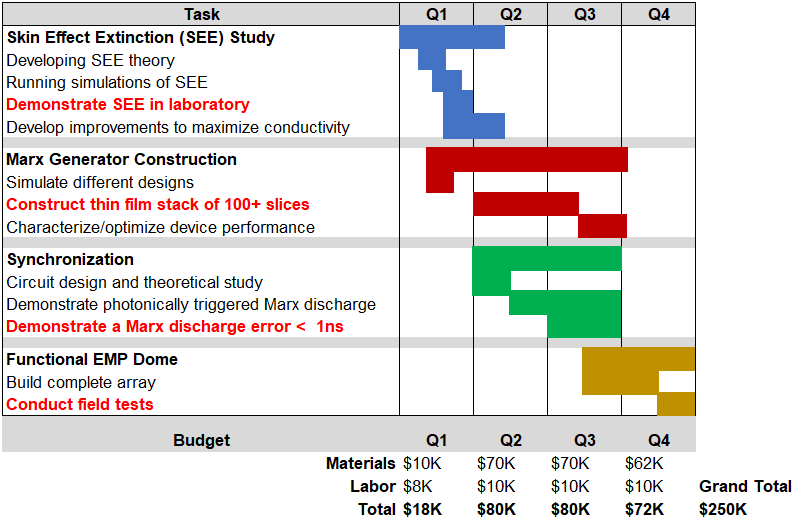 Task Q1 Q2 Q3 Q4
Skin Effect Extinction (SEE) Study
Developing SEE theory
Running simulations of SEE
Demonstrate SEE in laboratory
Develop improvements to maximize conductivity
Marx Generator Construction
Simulate different designs
Construct thin film stack of 100+ slices
Characterize/optimize device performance
Synchronization
Circuit design and theoretical study
Demonstrate photonically triggered Marx discharge
Demonstrate a Marx discharge error < 1ns
Functional EMP Dome
Build complete array
Conduct field tests
Budget Q1 Q2 Q3 Q4
Materials $10K $70K $70K $62K
Labor $8K $10K $10K $10K Grand Total
Total $18K $80K $80K $72K $250K